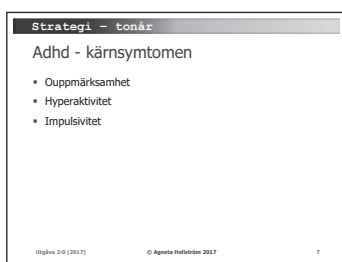 Strategi – tonår
Adhd - kärnsymtomen
▪ Ouppmärksamhet
▪ Hyperaktivitet
▪ Impulsivitet
Utgåva 2:0 (2017) © Agneta Hellström 2017 7